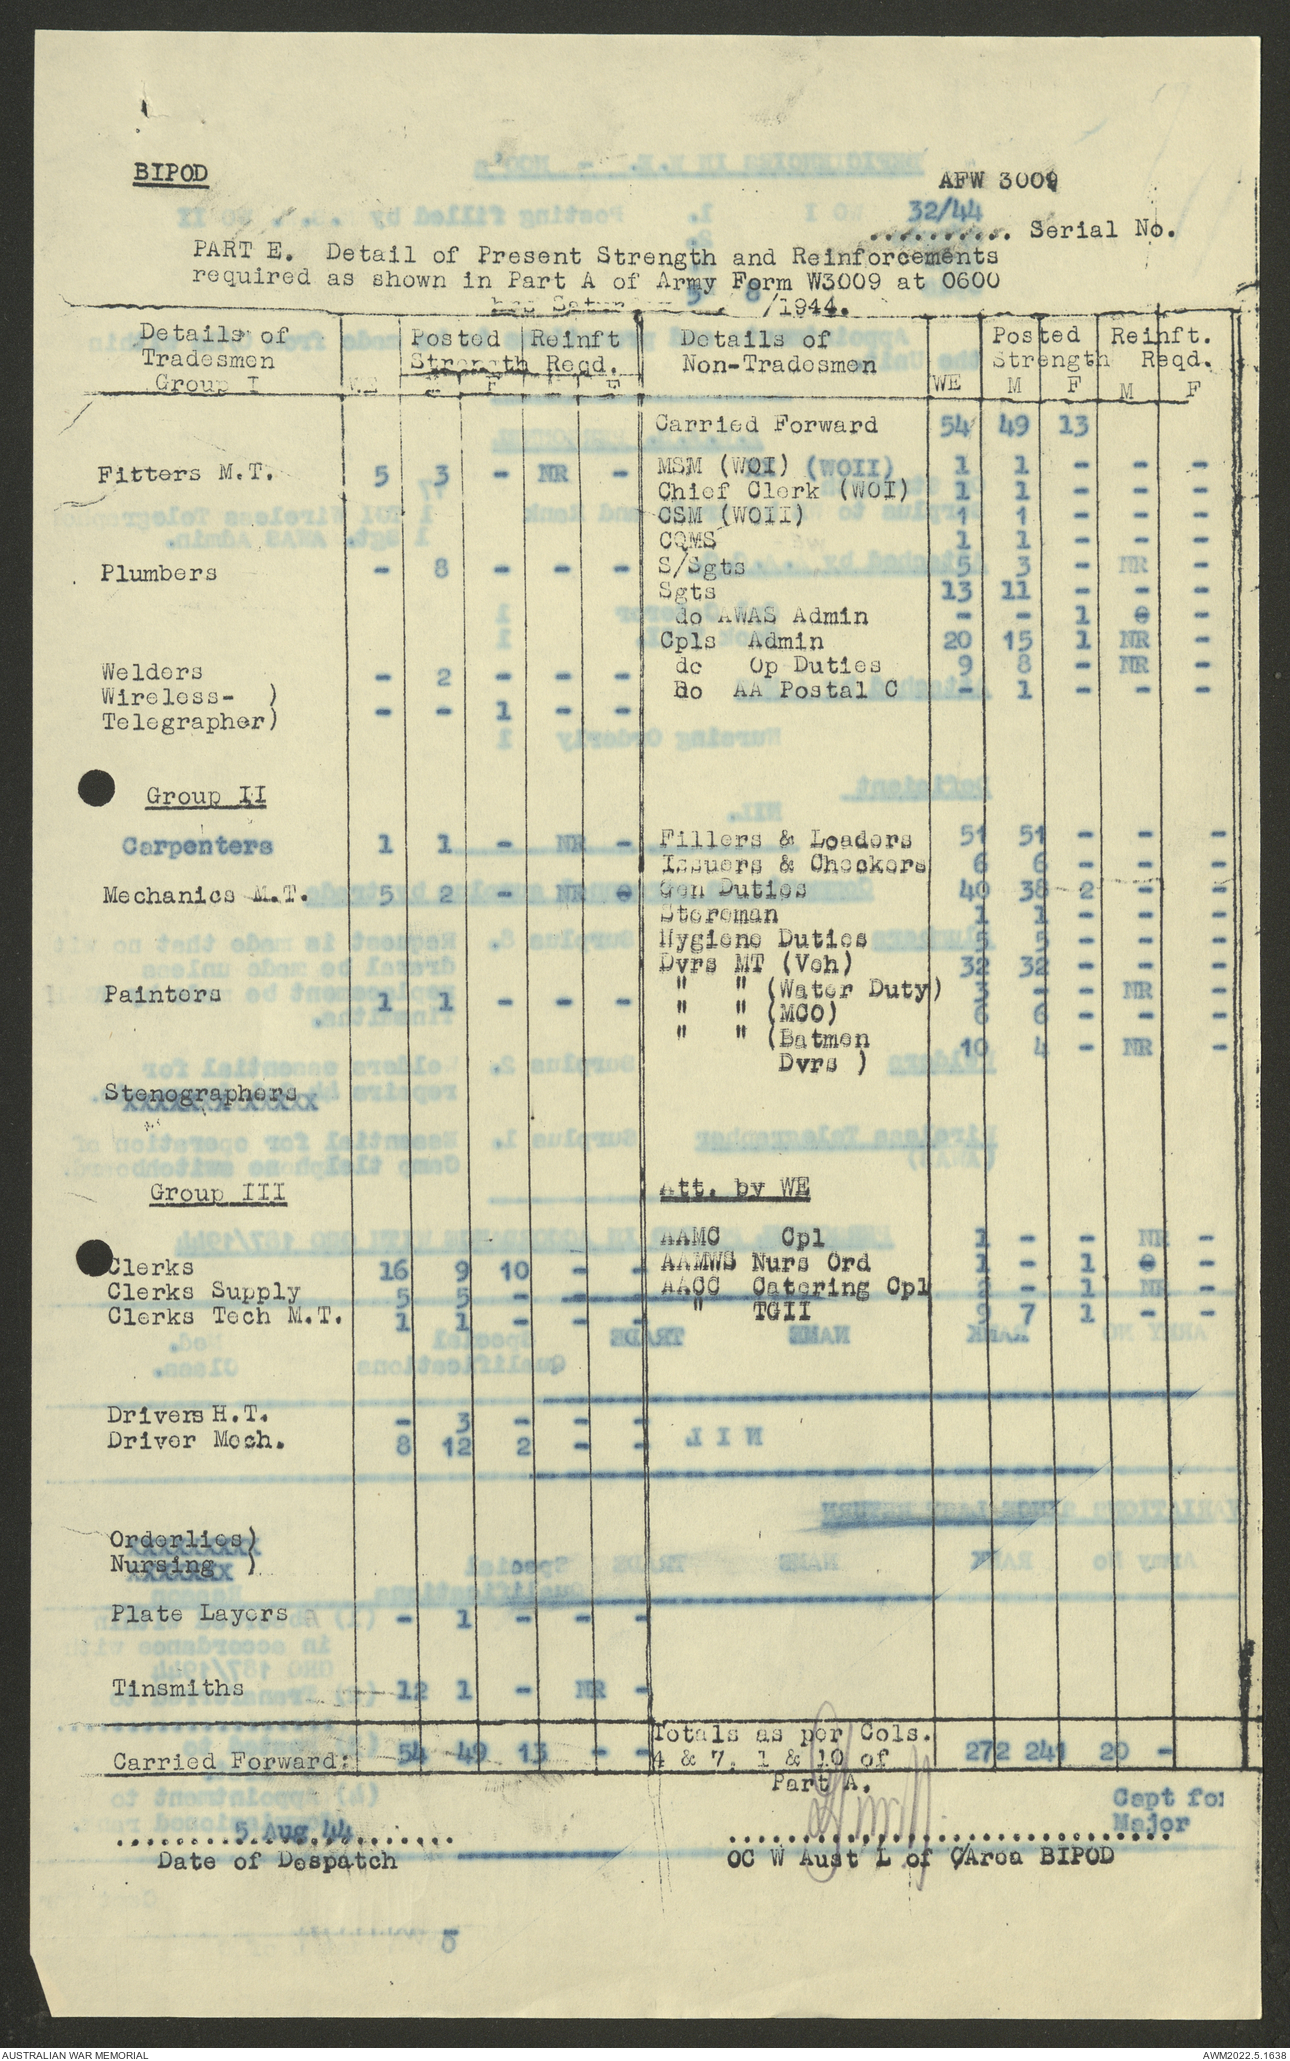 BIPOD
AFW 3009
32/44
.......... Serial No.
PART E. Detail of Present Strength and Reinforcements
required as shown in Part A of Army Form W3009 at 0600
hrs Satur 5 8 /1944.
Details of Tradesmen Group I W.E Posted Strength M F Reinft Reqd. M F
Details of Non-Tradesmen WE Posted Strength M F Reinft. Reqd. M F
Fitters M.T. 5 3 - NR -
Plumbers - 8 - - -
Welders - 2 - - -
Wireless- )
Telegrapher) - - 1 - -
Group II
Carpenters 1 1 - NR -
Mechanics M.T. 5 2 - NR -
Painters 1 1 - - -
Stenographers
Group III
Clerks 16 9 10 - -
Clerks Supply 5 5 - - -
Clerks Tech M.T. 1 1 - - -
Drivers H.T. - 3 - - -
Driver Mech. 8 12 2 - -
Orderlies)
Nursing )
Plate Layers - 1 - - -
Tinsmiths 12 1 - NR -
Carried Forward: 54 49 13 - -
Carried Forward 54 49 13
MSM (WOI) (WOII) 1 1 - - -
Chief Clerk (WOI) 1 1 - - -
CSM (WOII) 1 1 - - -
CQMS 1 1 - - -
S/Sgts 5 3 - NR -
Sgts 13 11 - - -
do AWAS Admin - - 1 -
Cpls Admin 20 15 1 NR -
do Op Duties 9 8 - NR -
Do AA Postal C - 1 - - -
Fillers & Loaders 51 51 - - -
Issuers & Checkers 6 6 - - -
Gen Duties 40 38 2 - -
Storeman 1 1 - - -
Hygiene Duties 5 5 - - -
Dvrs MT (Veh) 32 32 - - -
" " (Water Duty) 3 - - NR -
" " (MCO) 6 6 - - -
" " (Batmen
Dvrs ) 10 4 - NR -
Att. by WE
AAMC Cpl 1 - - NR -
AAMWS Nurs Ord 1 - 1 -
AACC Catering Cpl 2 - 1 NR -
" TGII 9 7 1 - -
Totals as per Cols.
4 & 7, 1 & 10 of
Part A. 272 241 20 -
Capt for
Major
5 Aug 44
Date of Despatch
OC W Aust L of C Area BIPOD
AUSTRALIAN WAR MEMORIAL
AWM2022.5.1638